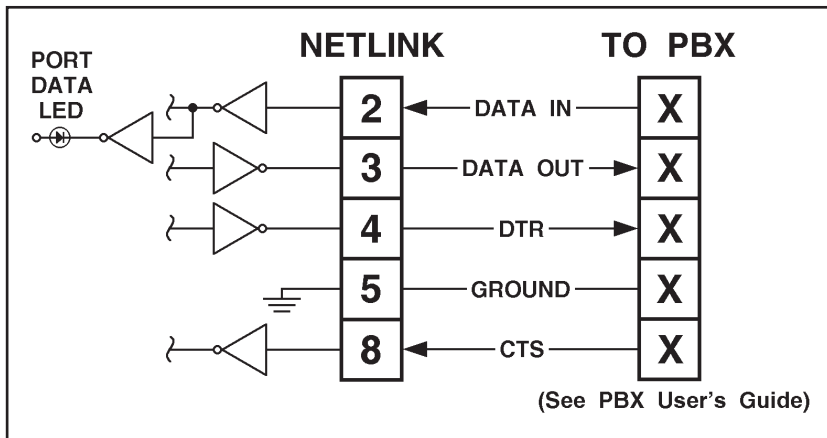 NETLINK
TO PBX
PORT
DATA
LED
2 DATA IN X
3 DATA OUT X
4 DTR X
5 GROUND X
8 CTS X
(See PBX User's Guide)